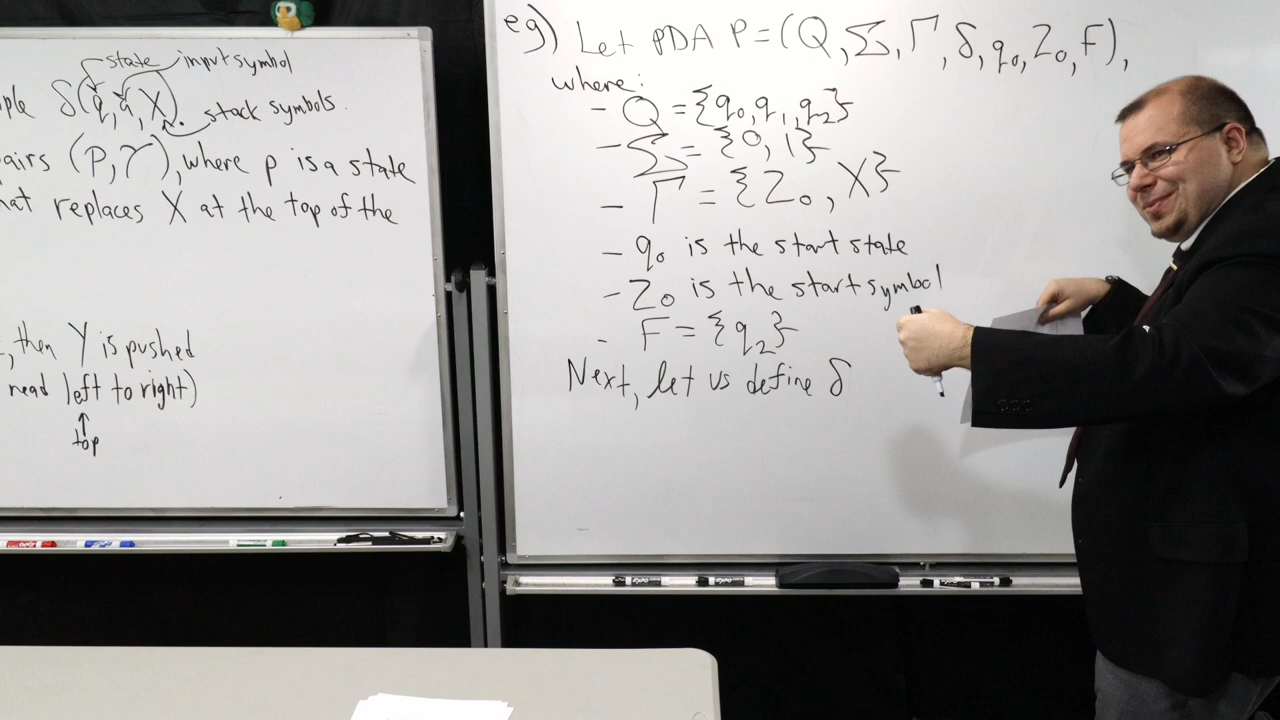 state input symbol
ple δ(q, a, X).
stack symbols.
airs (p, γ), where p is a state
hat replaces X at the top of the
, then Y is pushed
read left to right)
↑
top
eg) Let PDA P = (Q, Σ, Γ, δ, q₀, Z₀, F),
where:
- Q = {q₀, q₁, q₂}
- Σ = {0, 1}
- Γ = {Z₀, X}
- q₀ is the start state
- Z₀ is the start symbol
- F = {q₂}
Next, let us define δ